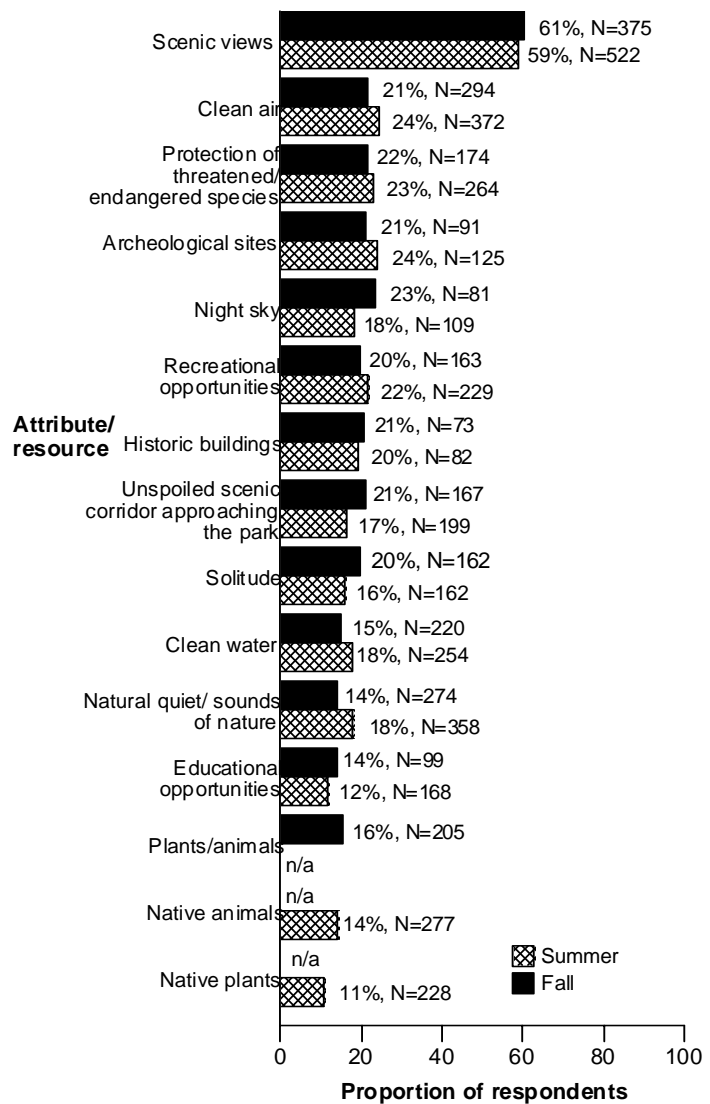 Scenic views
61%, N=375
59%, N=522
Clean air
21%, N=294
24%, N=372
Protection of
threatened/
endangered species
22%, N=174
23%, N=264
Archeological sites
21%, N=91
24%, N=125
Night sky
23%, N=81
18%, N=109
Recreational
opportunities
20%, N=163
22%, N=229
Attribute/
resource
Historic buildings
21%, N=73
20%, N=82
Unspoiled scenic
corridor approaching
the park
21%, N=167
17%, N=199
Solitude
20%, N=162
16%, N=162
Clean water
15%, N=220
18%, N=254
Natural quiet/ sounds
of nature
14%, N=274
18%, N=358
Educationa
opportunities
14%, N=99
12%, N=168
Plants/animals
16%, N=205
n/a
Native animals
n/a
14%, N=277
Native plants
n/a
11%, N=228
Summer
Fall
0 20 40 60 80 100
Proportion of respondents